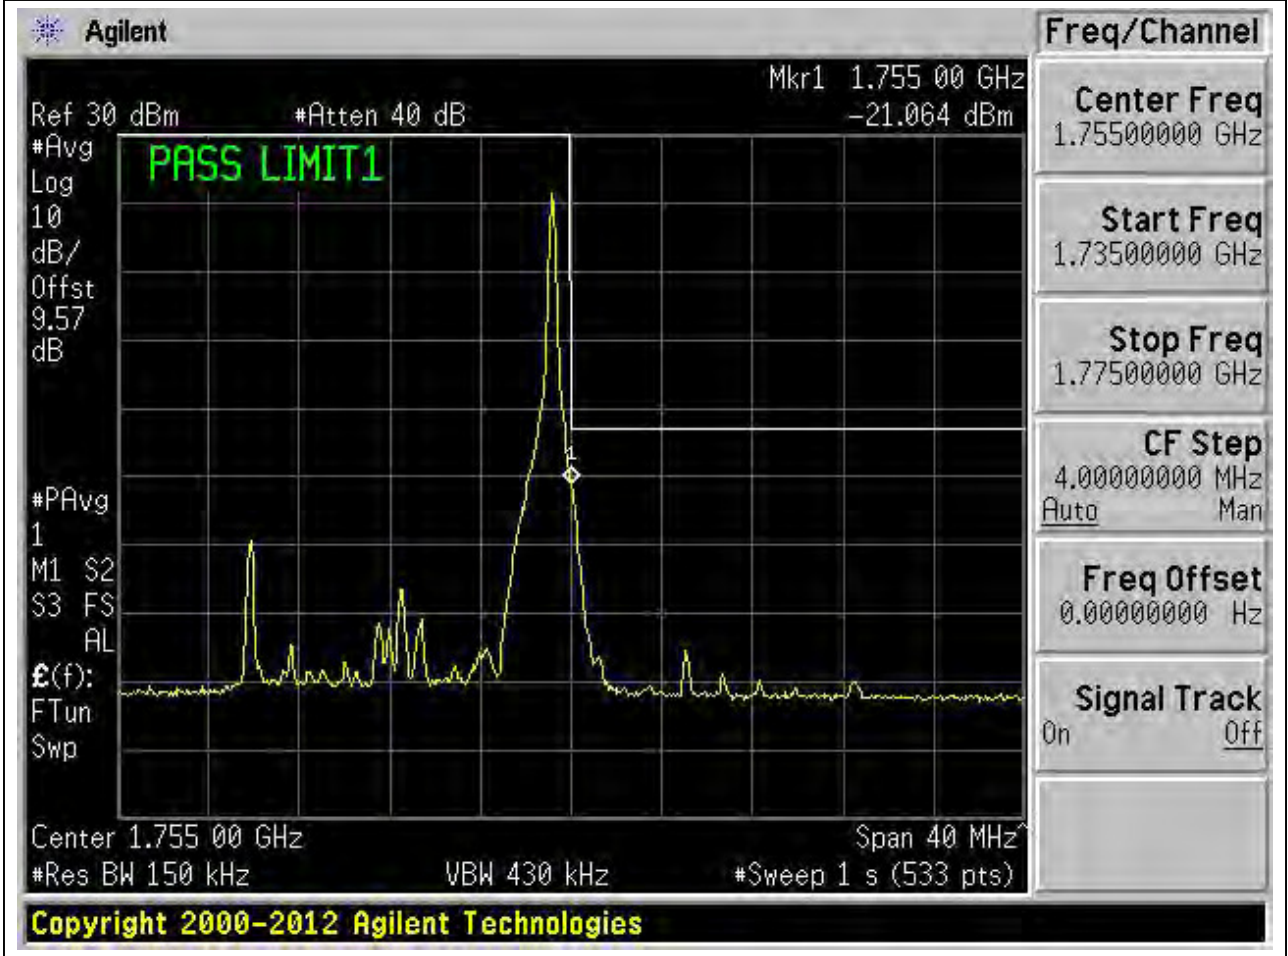 Agilent
Freq/Channel
Mkr1 1.755 00 GHz
Ref 30 dBm #Atten 40 dB -21.064 dBm
#Avg
Log
10
dB/
Offst
9.57
dB
PASS LIMIT1
1
#PAvg
1
M1 S2
S3 FS
AL
£(f):
FTun
Swp
Center 1.755 00 GHz Span 40 MHz^
#Res BW 150 kHz VBW 430 kHz #Sweep 1 s (533 pts)
Copyright 2000-2012 Agilent Technologies
Center Freq
1.75500000 GHz
Start Freq
1.73500000 GHz
Stop Freq
1.77500000 GHz
CF Step
4.00000000 MHz
Auto Man
Freq Offset
0.00000000 Hz
Signal Track
On Off